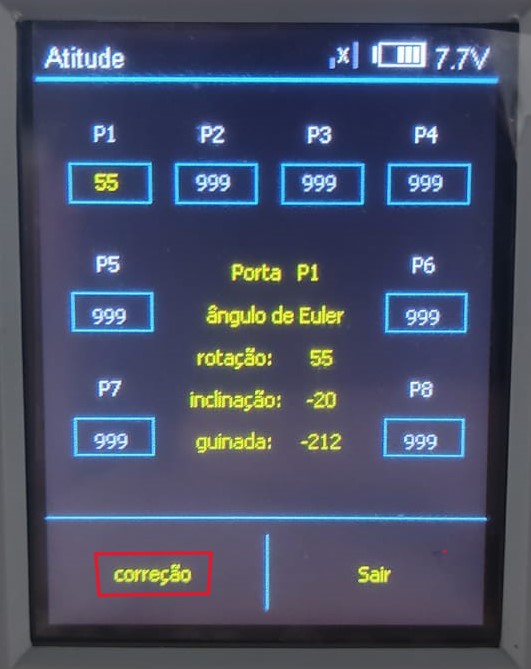 Atitude 7.7V
P1 P2 P3 P4
55 999 999 999
P5 P6
999 999
P7 P8
999 999
Porta P1
ângulo de Euler
rotação: 55
inclinação: -20
guinada: -212
correção Sair